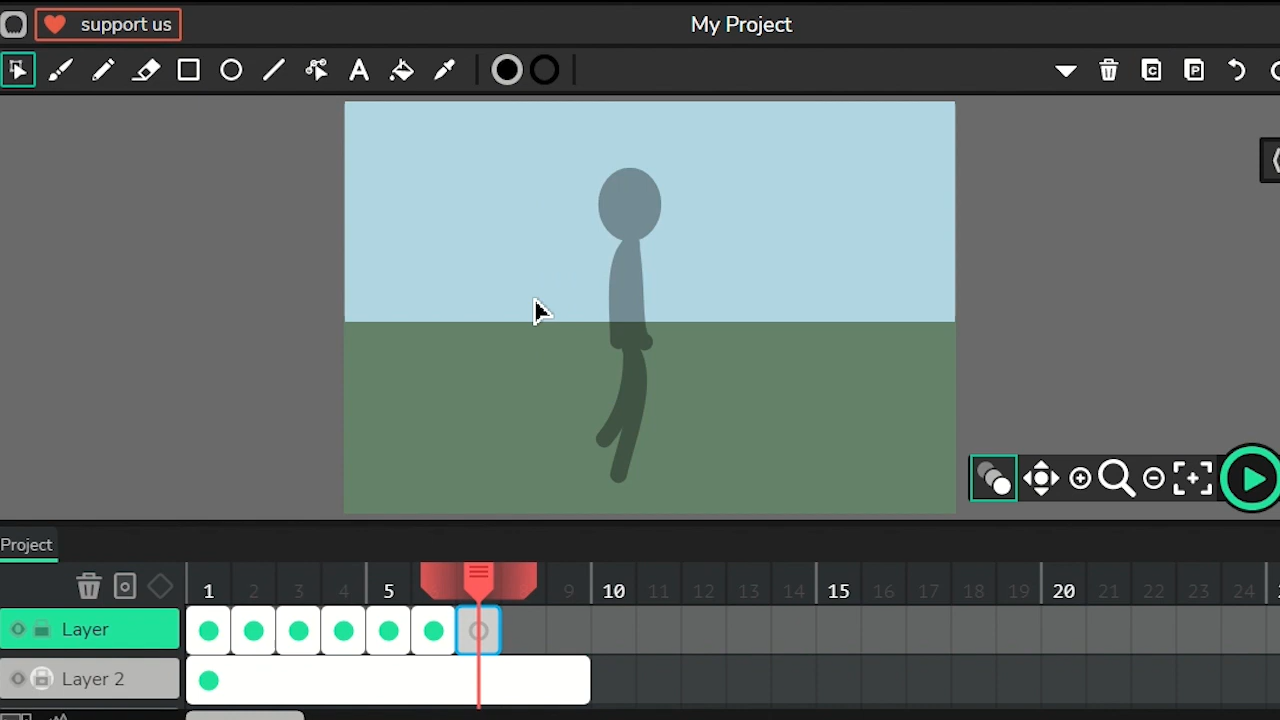 support us
My Project
A
C
P
Project
1 2 3 4 5 9 10 11 12 13 14 15 16 17 18 19 20 21 22 23 24
Layer
Layer 2